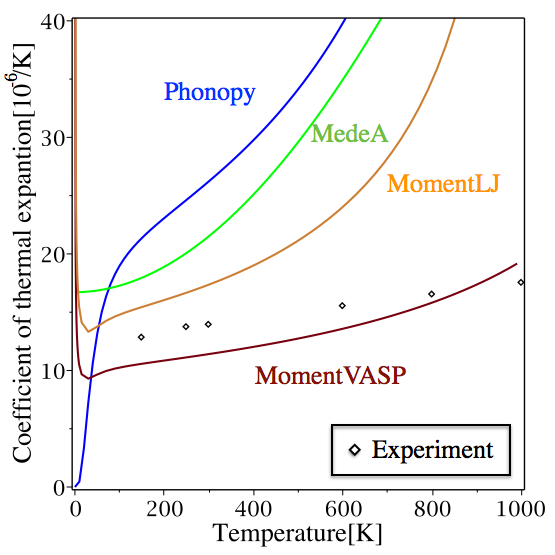 40
30
20
10
0
Coefficient of thermal expantion[10⁻⁶/K]
Phonopy
MedeA
MomentLJ
MomentVASP
Experiment
0 200 400 600 800 1000
Temperature[K]